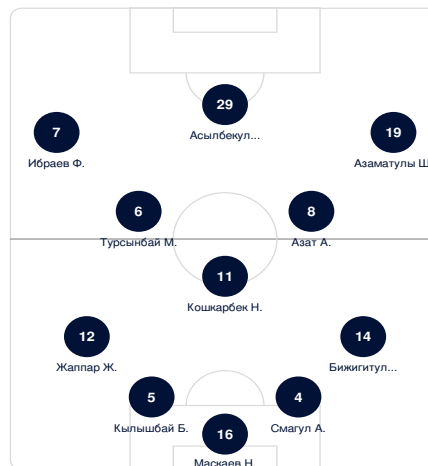 29
Асылбекул...
7
Ибраев Ф.
19
Азаматулы Ш
6
Турсынбай М.
8
Азат А.
11
Кошкарбек Н.
12
Жаппар Ж.
14
Бижигитул...
5
Кылышбай Б.
4
Смагул А.
16
Маскаев Н.